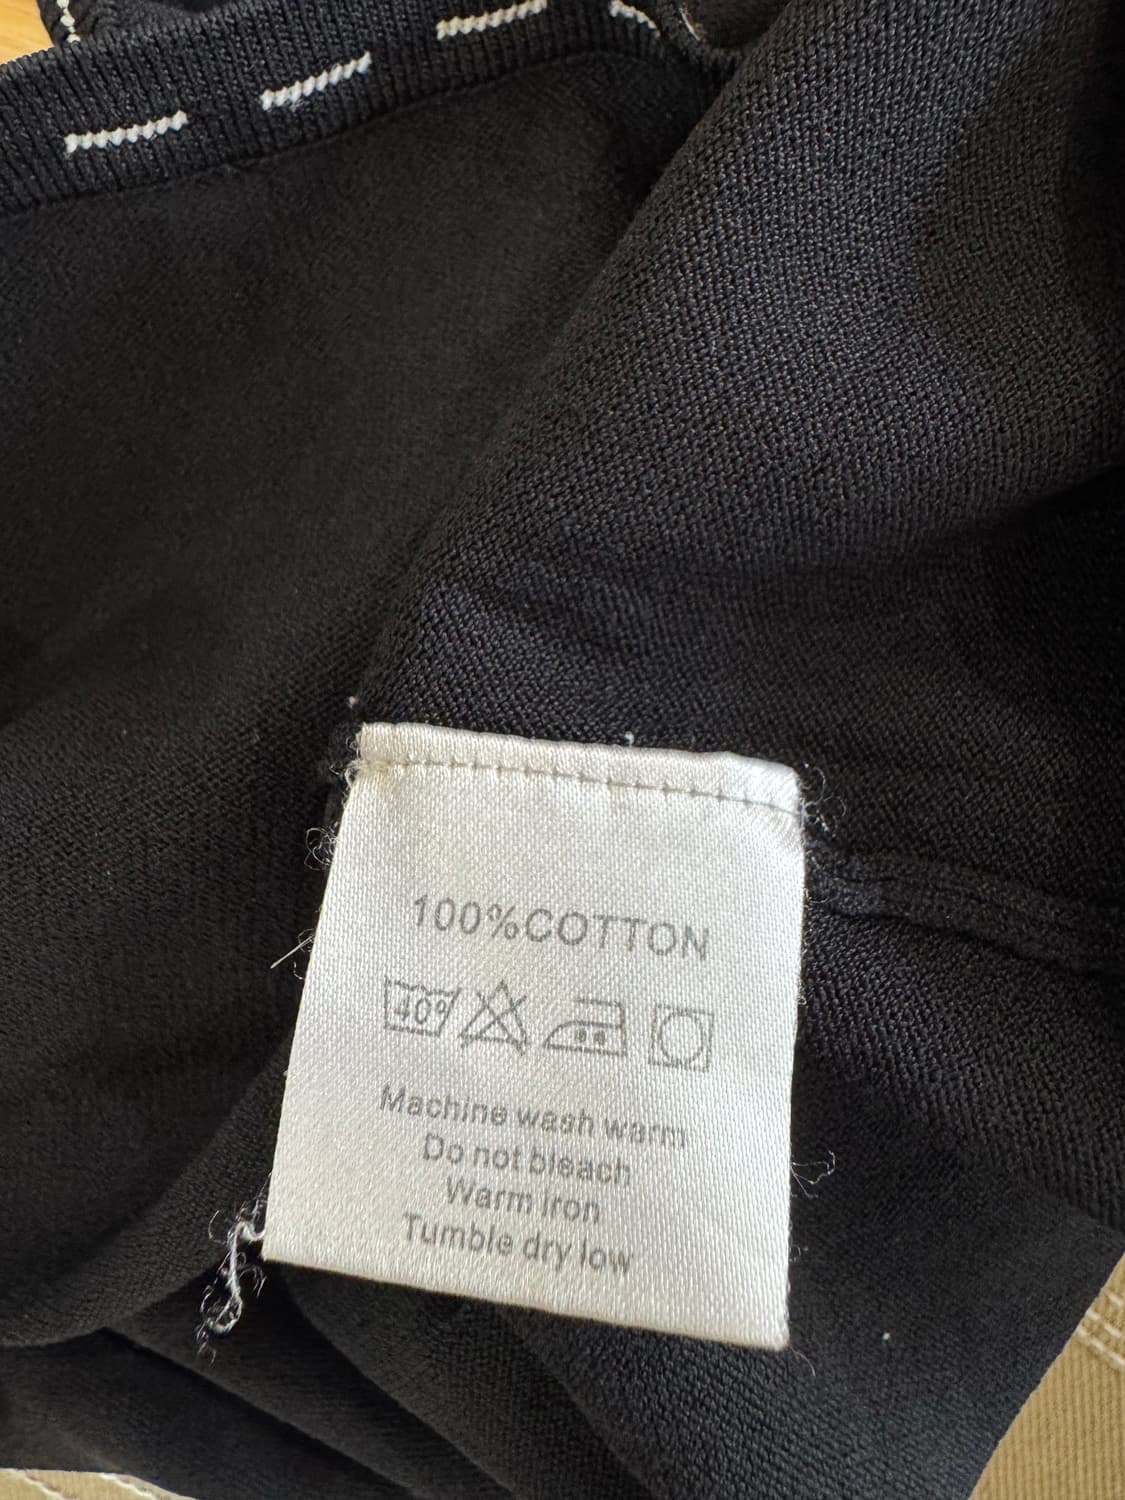 100%COTTON
40°
Machine wash warm
Do not bleach
Warm iron
Tumble dry low